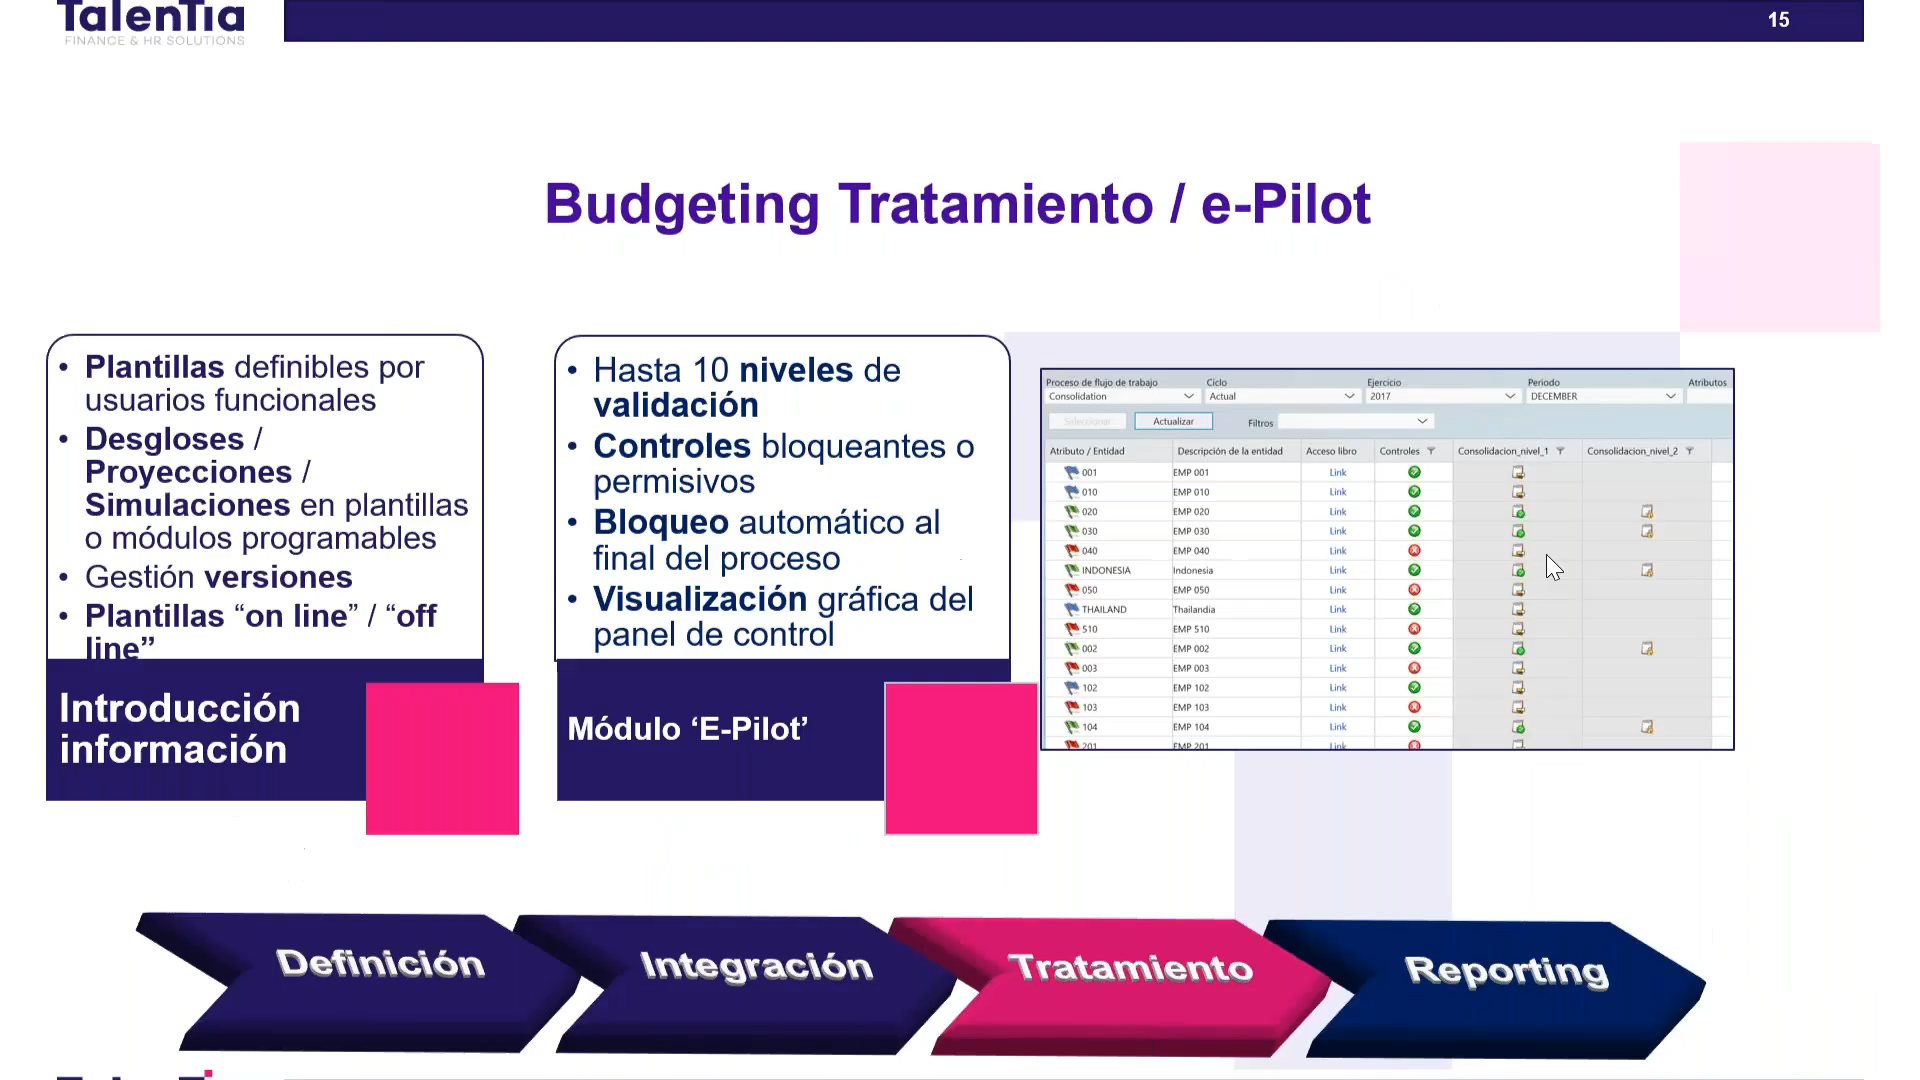 Talentia
FINANCE & HR SOLUTIONS
15
Budgeting Tratamiento / e-Pilot
• Plantillas definibles por
usuarios funcionales
• Desgloses /
Proyecciones /
Simulaciones en plantillas
o módulos programables
• Gestión versiones
• Plantillas “on line” / “off
line”
Introducción
información
• Hasta 10 niveles de
validación
• Controles bloqueantes o
permisivos
• Bloqueo automático al
final del proceso
• Visualización gráfica del
panel de control
Módulo ‘E-Pilot’
Proceso de flujo de trabajo Ciclo Ejercicio Periodo Atributos
Consolidation Actual 2017 DECEMBER
Seleccionar Actualizar Filtros
Atributo / Entidad Descripción de la entidad Acceso libro Controles Consolidacion_nivel_1 Consolidacion_nivel_2
001 EMP 001 Link
010 EMP 010 Link
020 EMP 020 Link
030 EMP 030 Link
040 EMP 040 Link
INDONESIA Indonesia Link
050 EMP 050 Link
THAILAND Thailandia Link
510 EMP 510 Link
002 EMP 002 Link
003 EMP 003 Link
102 EMP 102 Link
103 EMP 103 Link
104 EMP 104 Link
201 EMP 201 Link
Definición
Integración
Tratamiento
Reporting